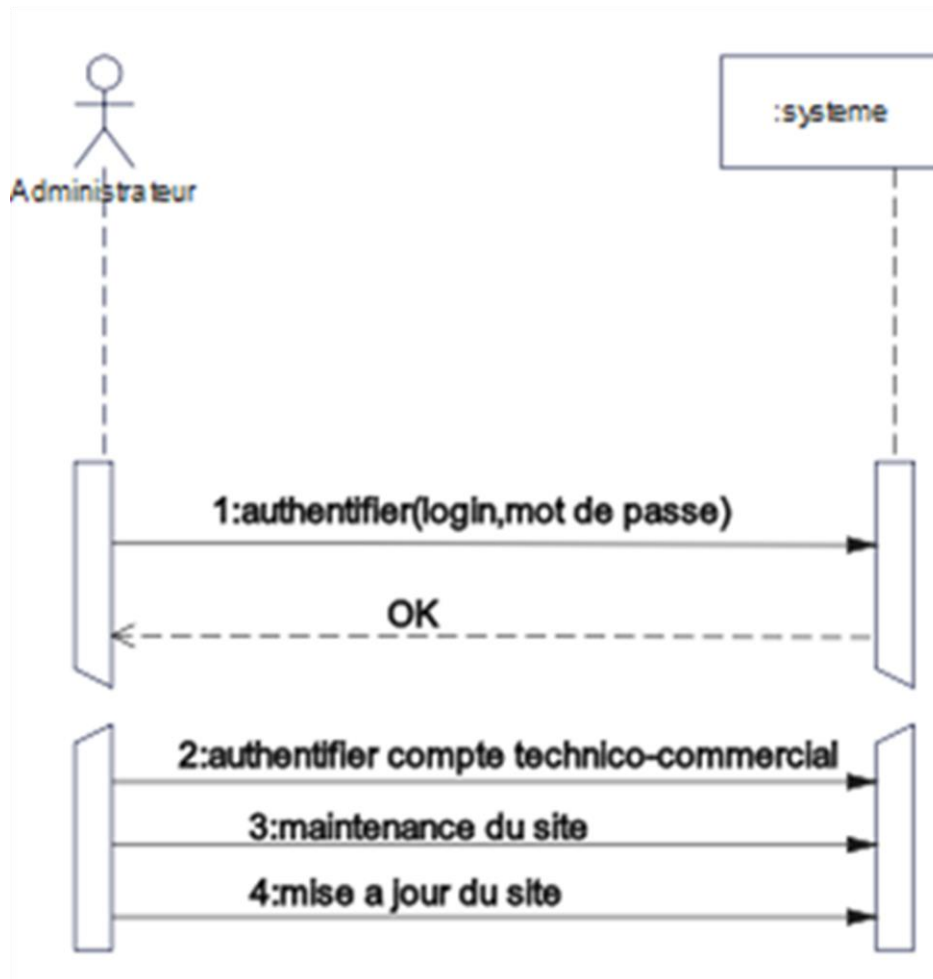 :systeme
Administrateur
1:authentifier(login,mot de passe)
OK
2:authentifier compte technico-commercial
3:maintenance du site
4:mise a jour du site